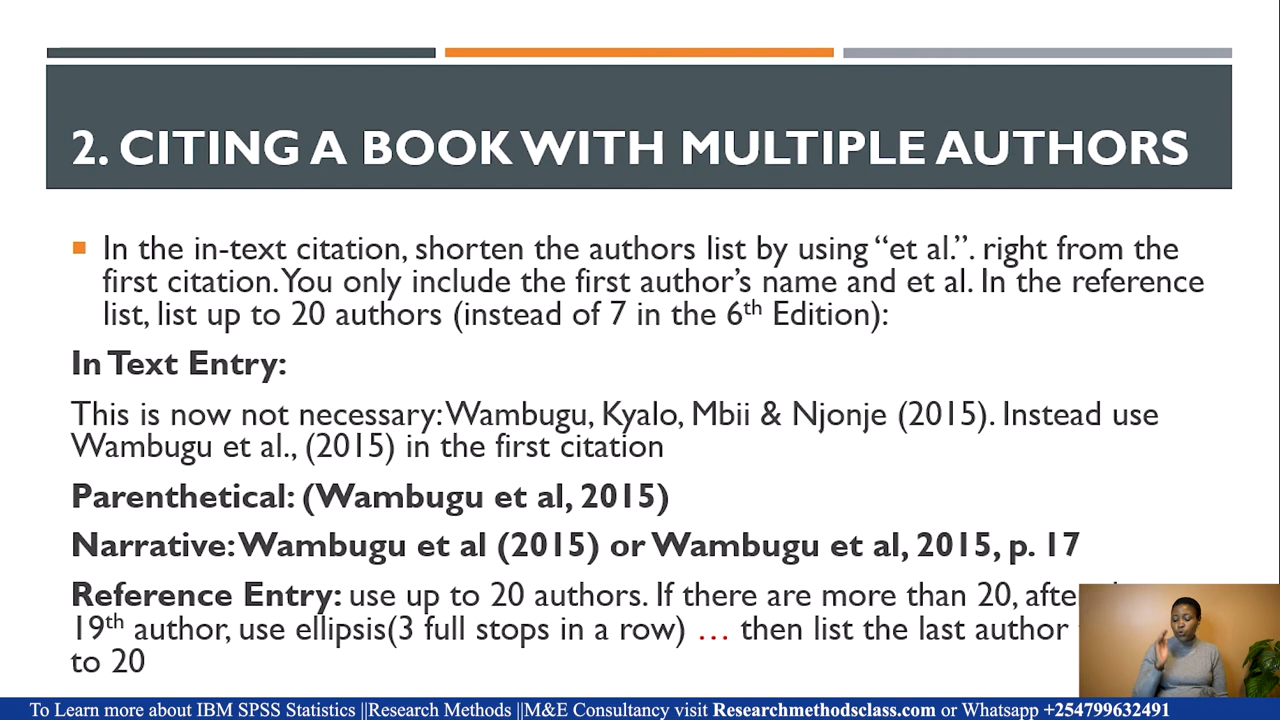 2. CITING A BOOK WITH MULTIPLE AUTHORS
In the in-text citation, shorten the authors list by using “et al.”. right from the
first citation. You only include the first author’s name and et al. In the reference
list, list up to 20 authors (instead of 7 in the 6th Edition):
In Text Entry:
This is now not necessary: Wambugu, Kyalo, Mbii & Njonje (2015). Instead use
Wambugu et al., (2015) in the first citation
Parenthetical: (Wambugu et al, 2015)
Narrative: Wambugu et al (2015) or Wambugu et al, 2015, p. 17
Reference Entry: use up to 20 authors. If there are more than 20,
19th author, use ellipsis(3 full stops in a row) … then list the last author
to 20
To Learn more about IBM SPSS Statistics ||Research Methods ||M&E Consultancy visit Researchmethodsclass.com or Whatsapp +254799632491